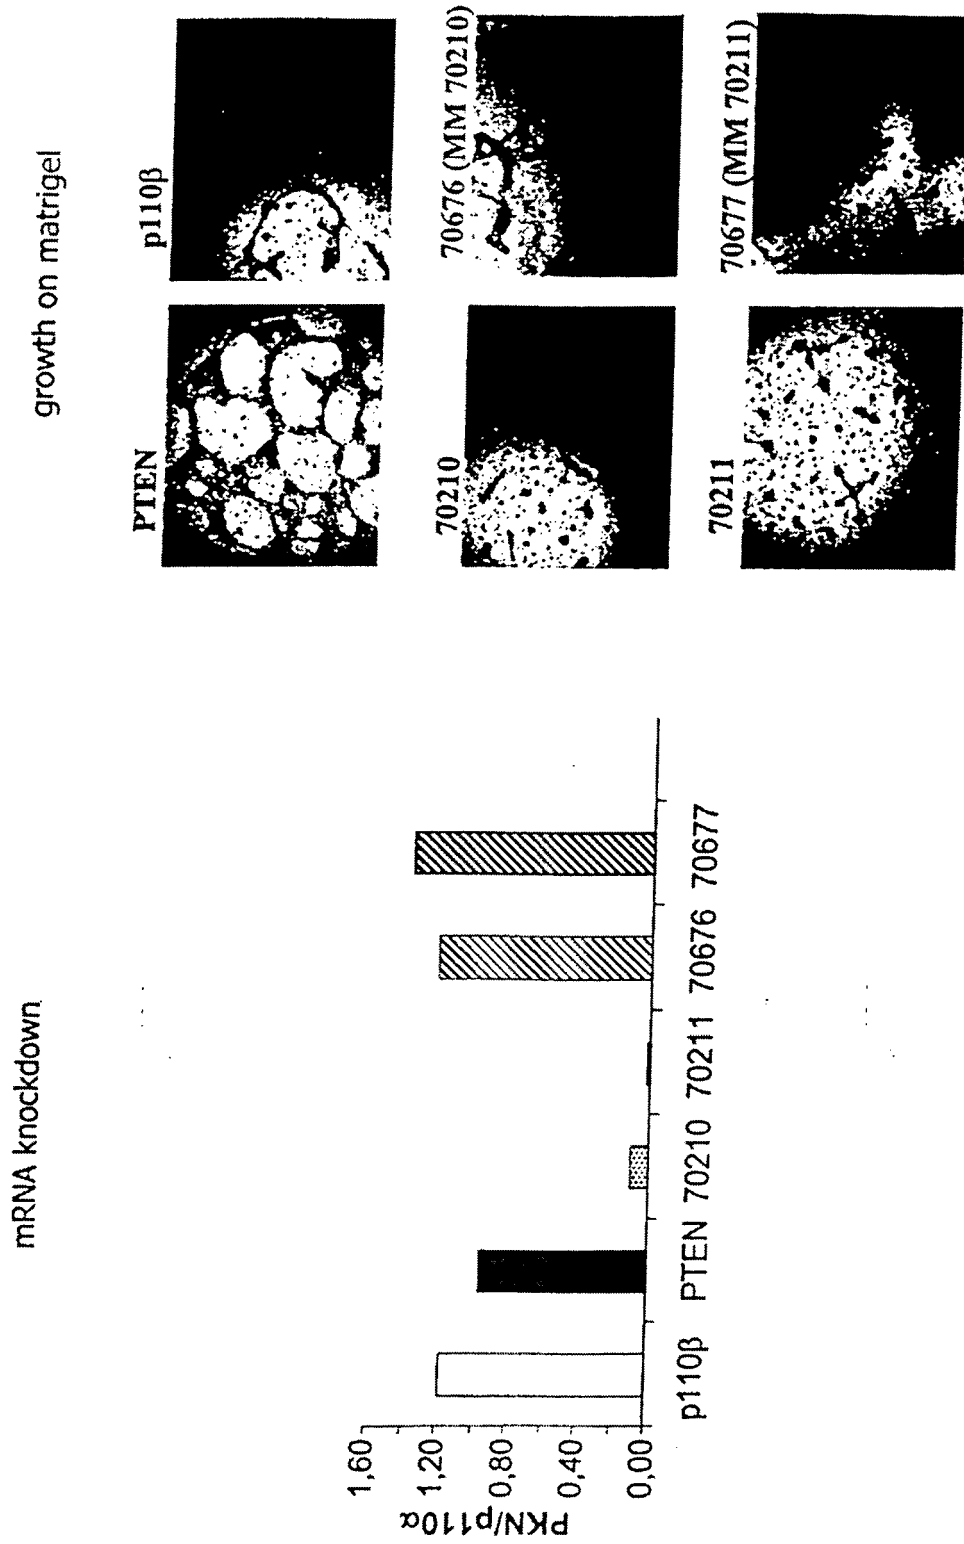 mRNA knockdown
PKN/p110α
1,60
1,20
0,80
0,40
0,00
p110β PTEN 70210 70211 70676 70677
growth on matrigel
PTEN
p110β
70210
70676 (MM 70210)
70211
70677 (MM 70211)